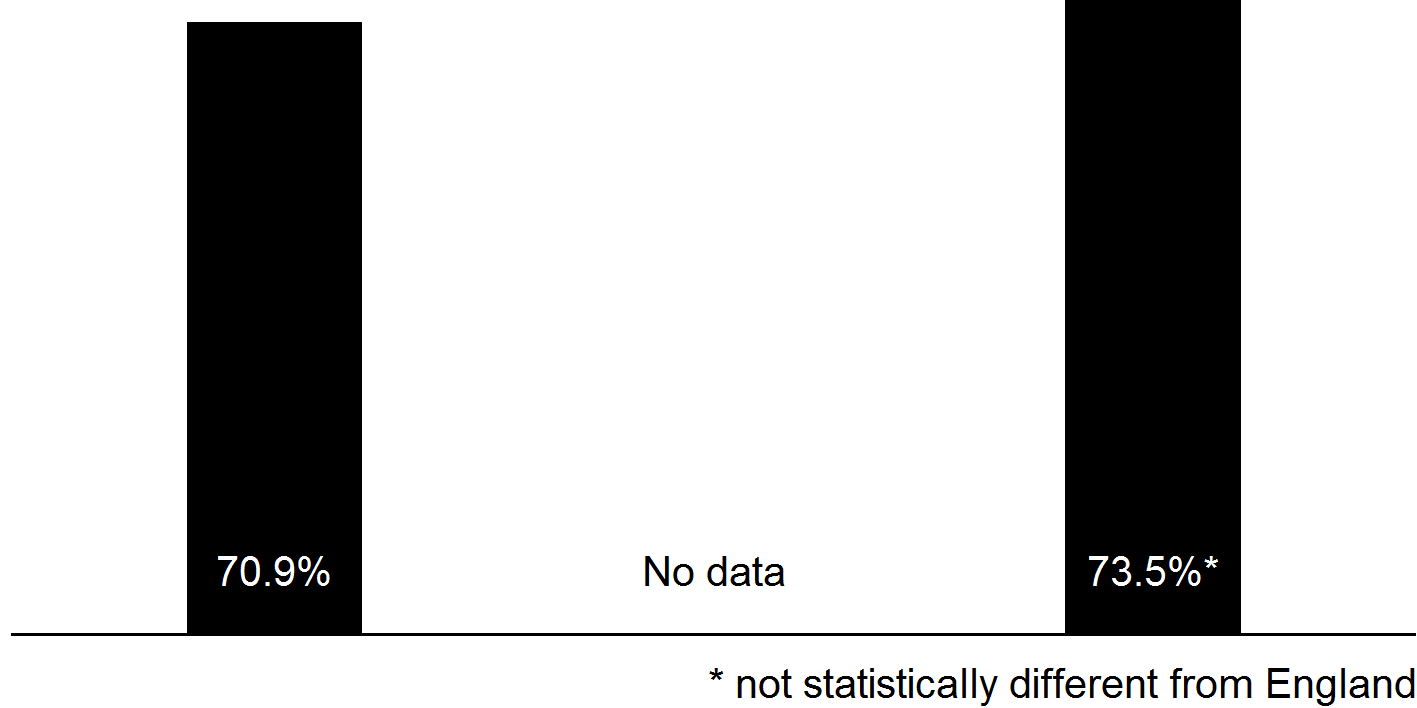 70.9% No data 73.5%*
* not statistically different from England